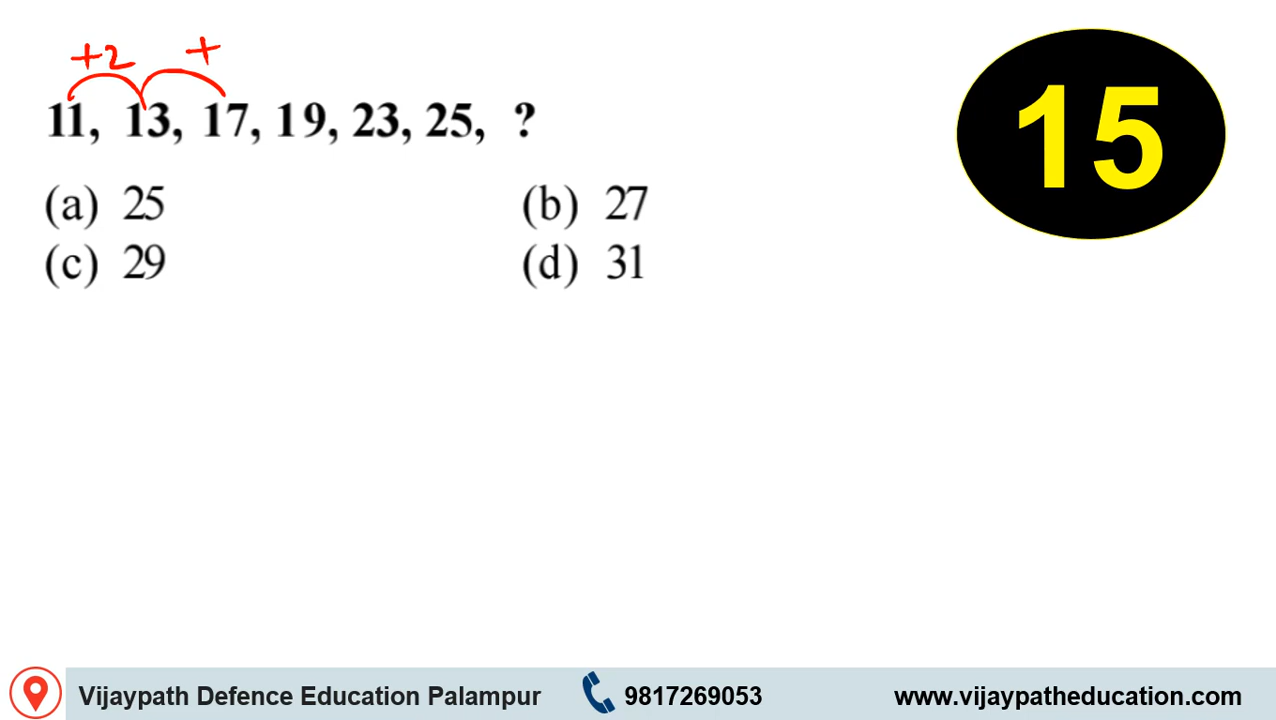 +2 +
11, 13, 17, 19, 23, 25, ?
(a) 25 (b) 27
(c) 29 (d) 31
15
Vijaypath Defence Education Palampur 9817269053 www.vijaypatheducation.com